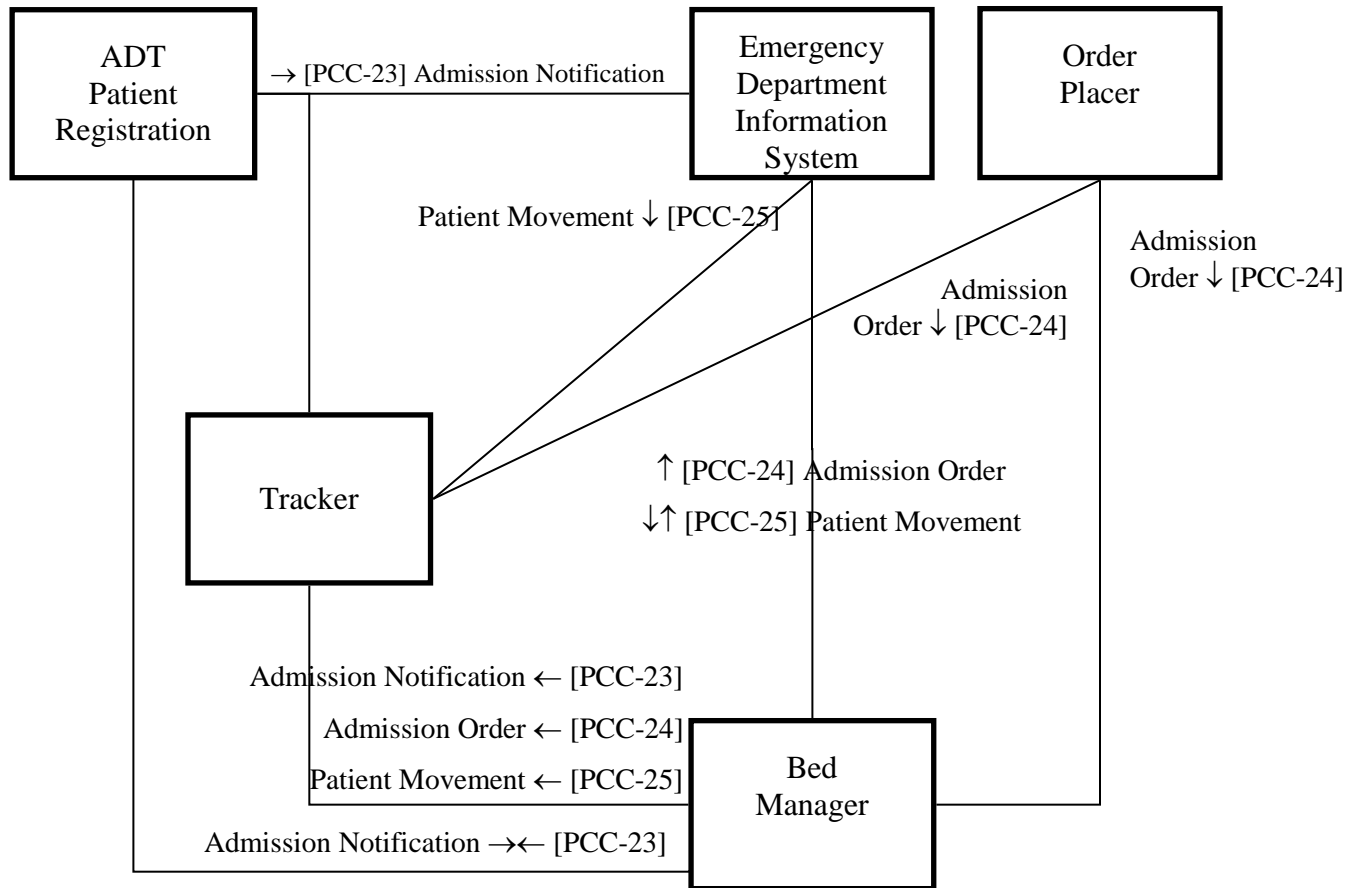 ADT
Patient
Registration
→ [PCC-23] Admission Notification
Emergency
Department
Information
System
Order
Placer
Patient Movement ↓ [PCC-25]
Admission
Order ↓ [PCC-24]
Admission
Order ↓ [PCC-24]
Tracker
↑ [PCC-24] Admission Order
↓↑ [PCC-25] Patient Movement
Admission Notification ← [PCC-23]
Admission Order ← [PCC-24]
Patient Movement ← [PCC-25]
Bed
Manager
Admission Notification →← [PCC-23]